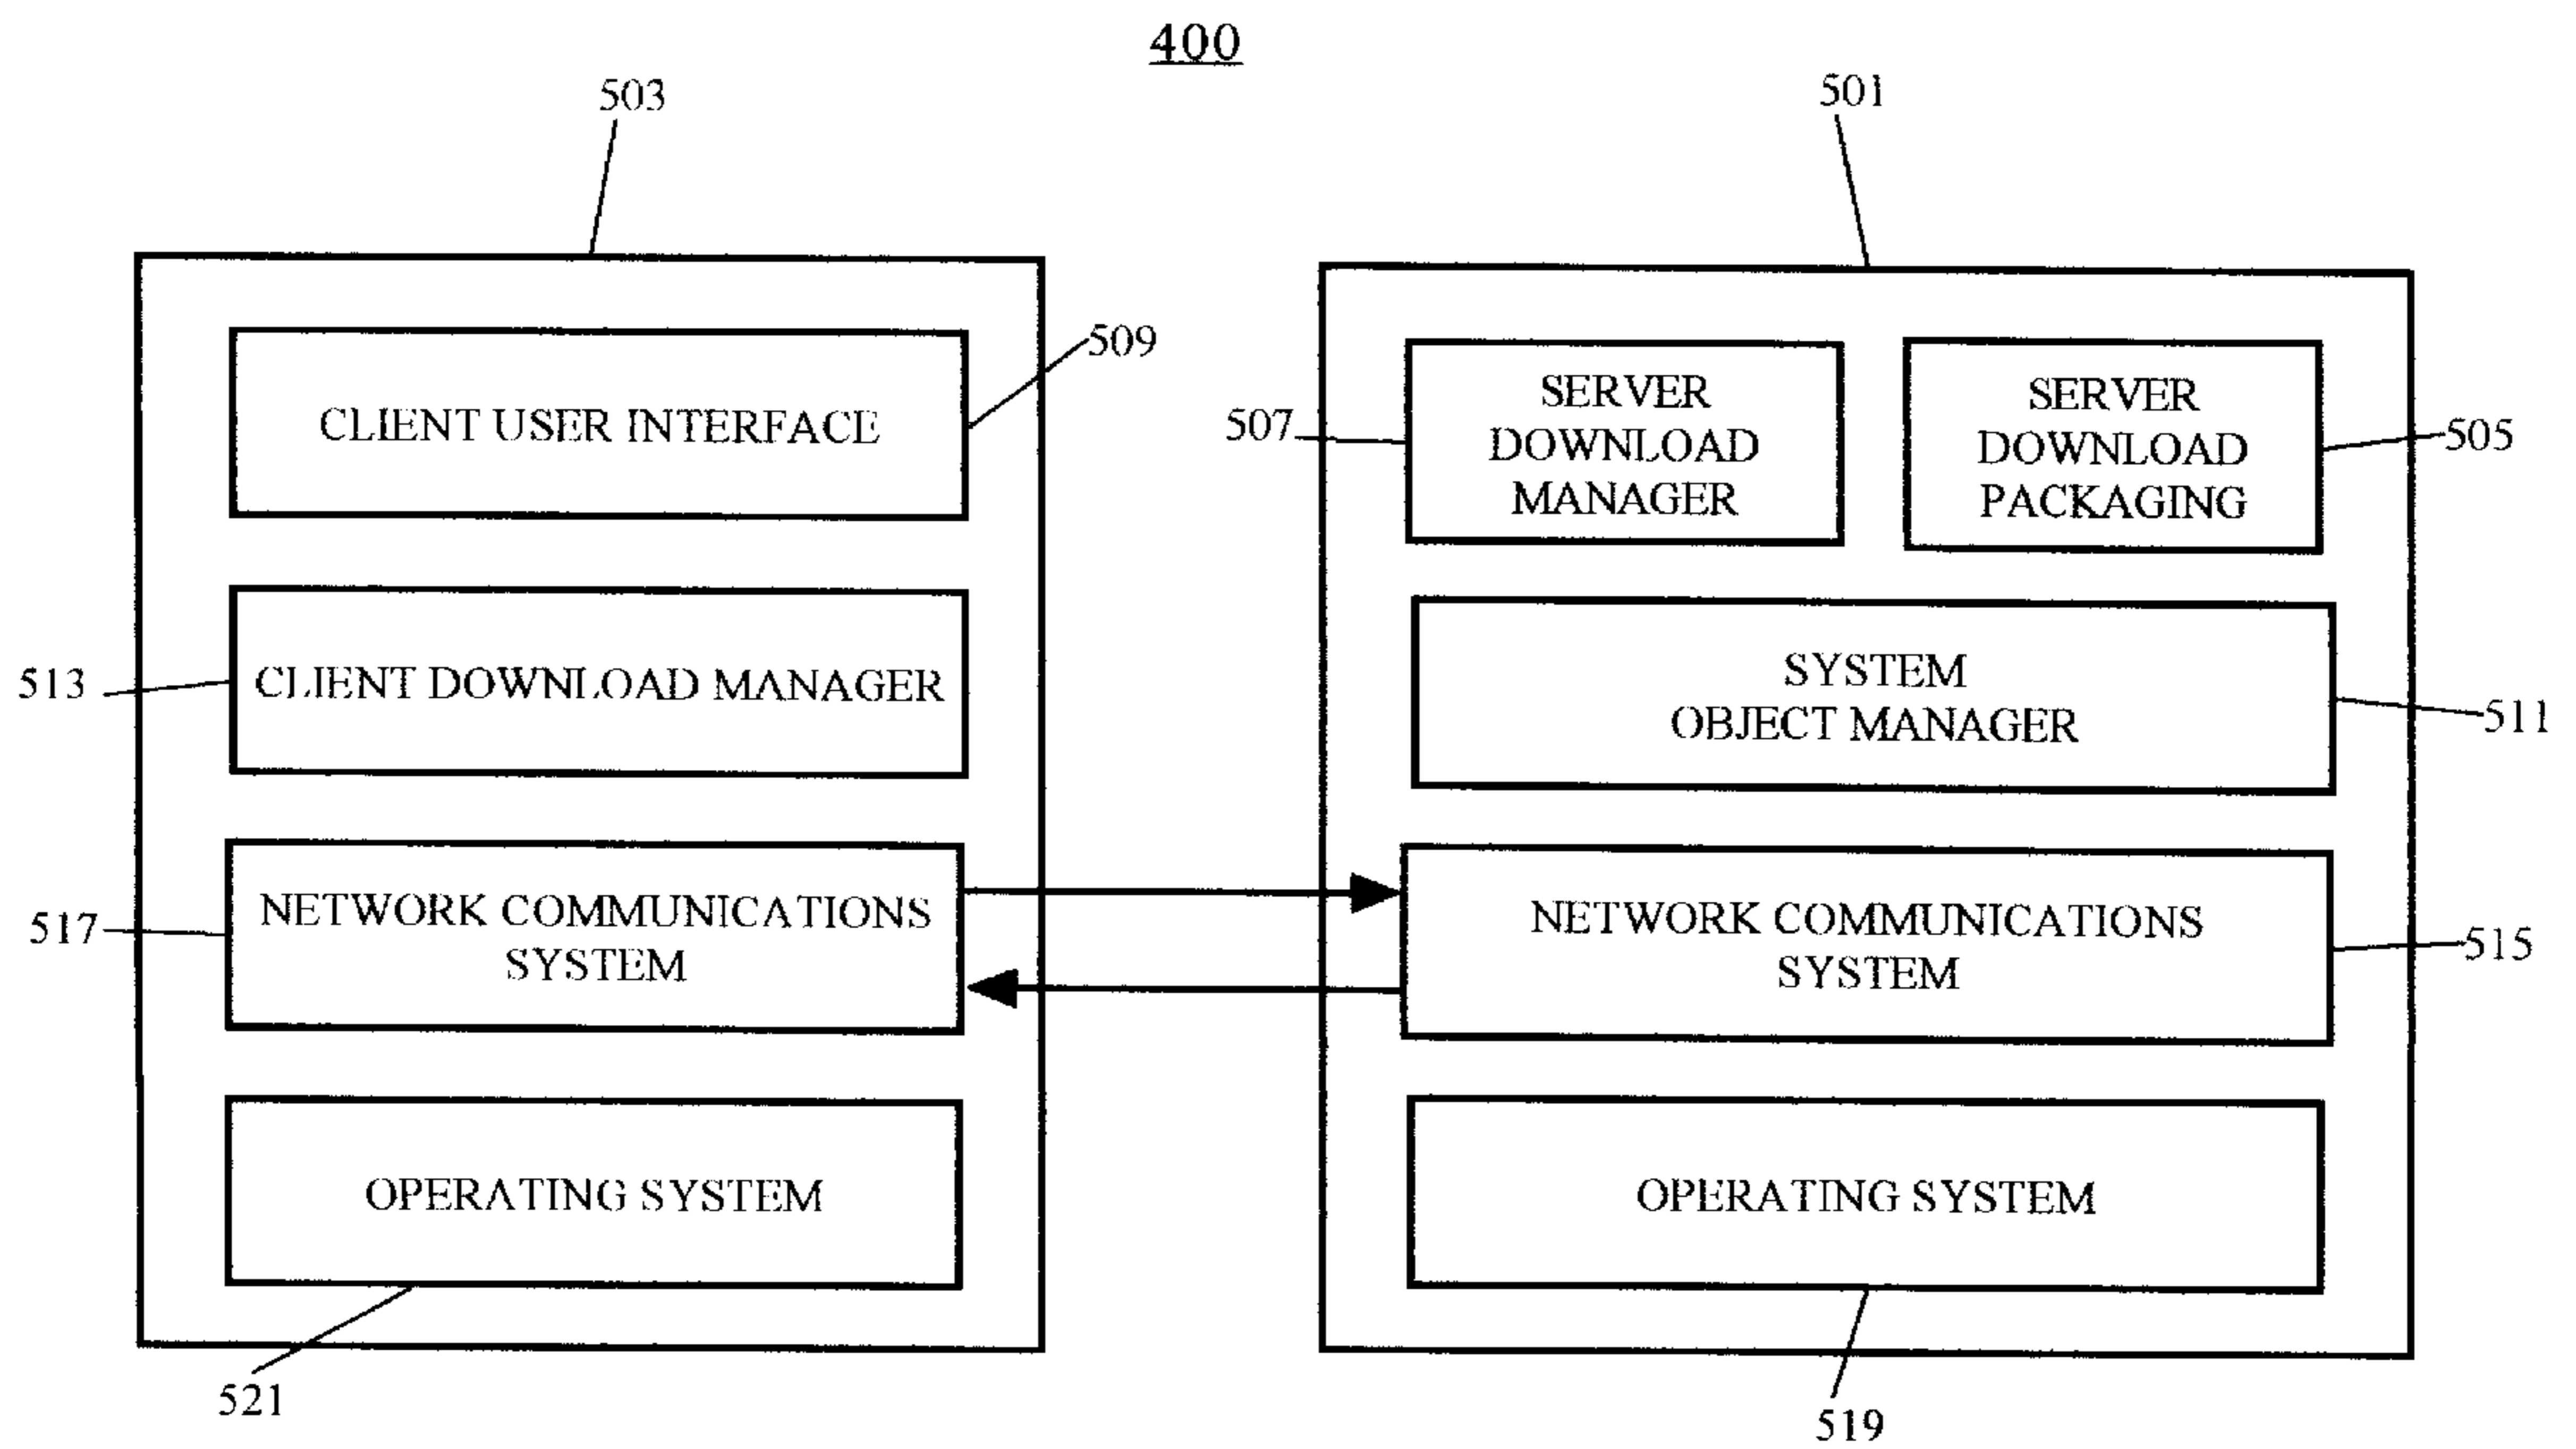 400
503
501
CLIENT USER INTERFACE
509
507
SERVER
DOWNLOAD
MANAGER
SERVER
DOWNLOAD
PACKAGING
505
513
CLIENT DOWNLOAD MANAGER
SYSTEM
OBJECT MANAGER
511
517
NETWORK COMMUNICATIONS
SYSTEM
NETWORK COMMUNICATIONS
SYSTEM
515
OPERATING SYSTEM
OPERATING SYSTEM
521
519